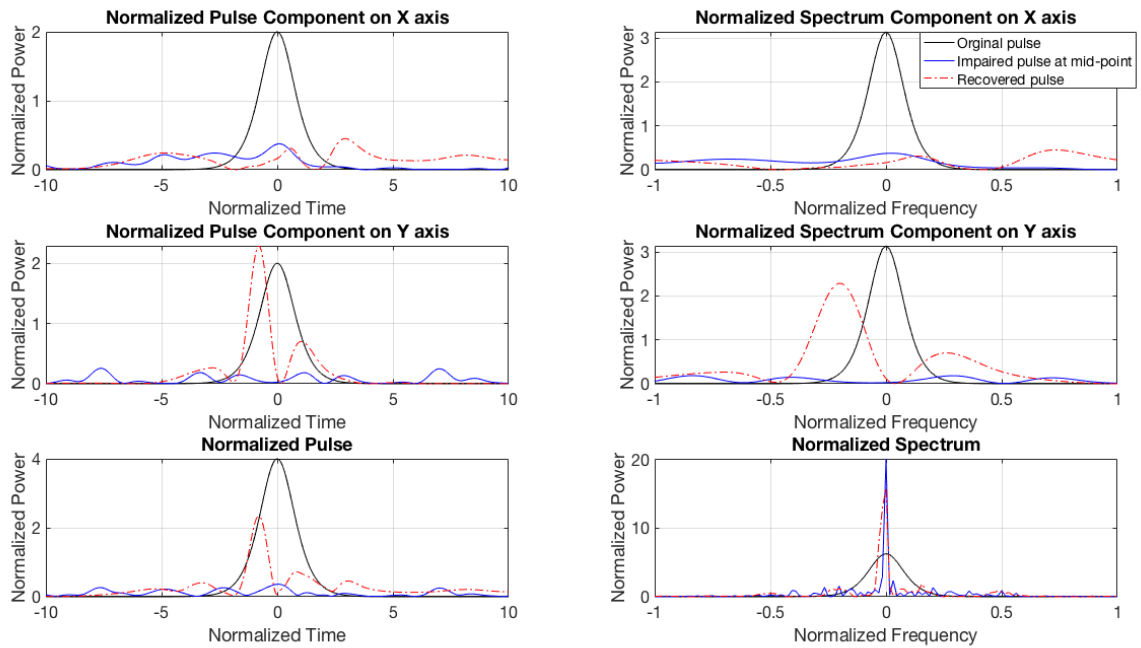 Normalized Pulse Component on X axis
Normalized Power
2
1
0
-10
-5
0
5
10
Normalized Time
Normalized Spectrum Component on X axis
Normalized Power
3
2
1
0
-1
-0.5
0
0.5
1
Normalized Frequency
Orginal pulse
Impaired pulse at mid-point
Recovered pulse
Normalized Pulse Component on Y axis
Normalized Power
2
1
0
-10
-5
0
5
10
Normalized Time
Normalized Spectrum Component on Y axis
Normalized Power
3
2
1
0
-1
-0.5
0
0.5
1
Normalized Frequency
Normalized Pulse
Normalized Power
4
2
0
-10
-5
0
5
10
Normalized Time
Normalized Spectrum
Normalized Power
20
10
0
-1
-0.5
0
0.5
1
Normalized Frequency